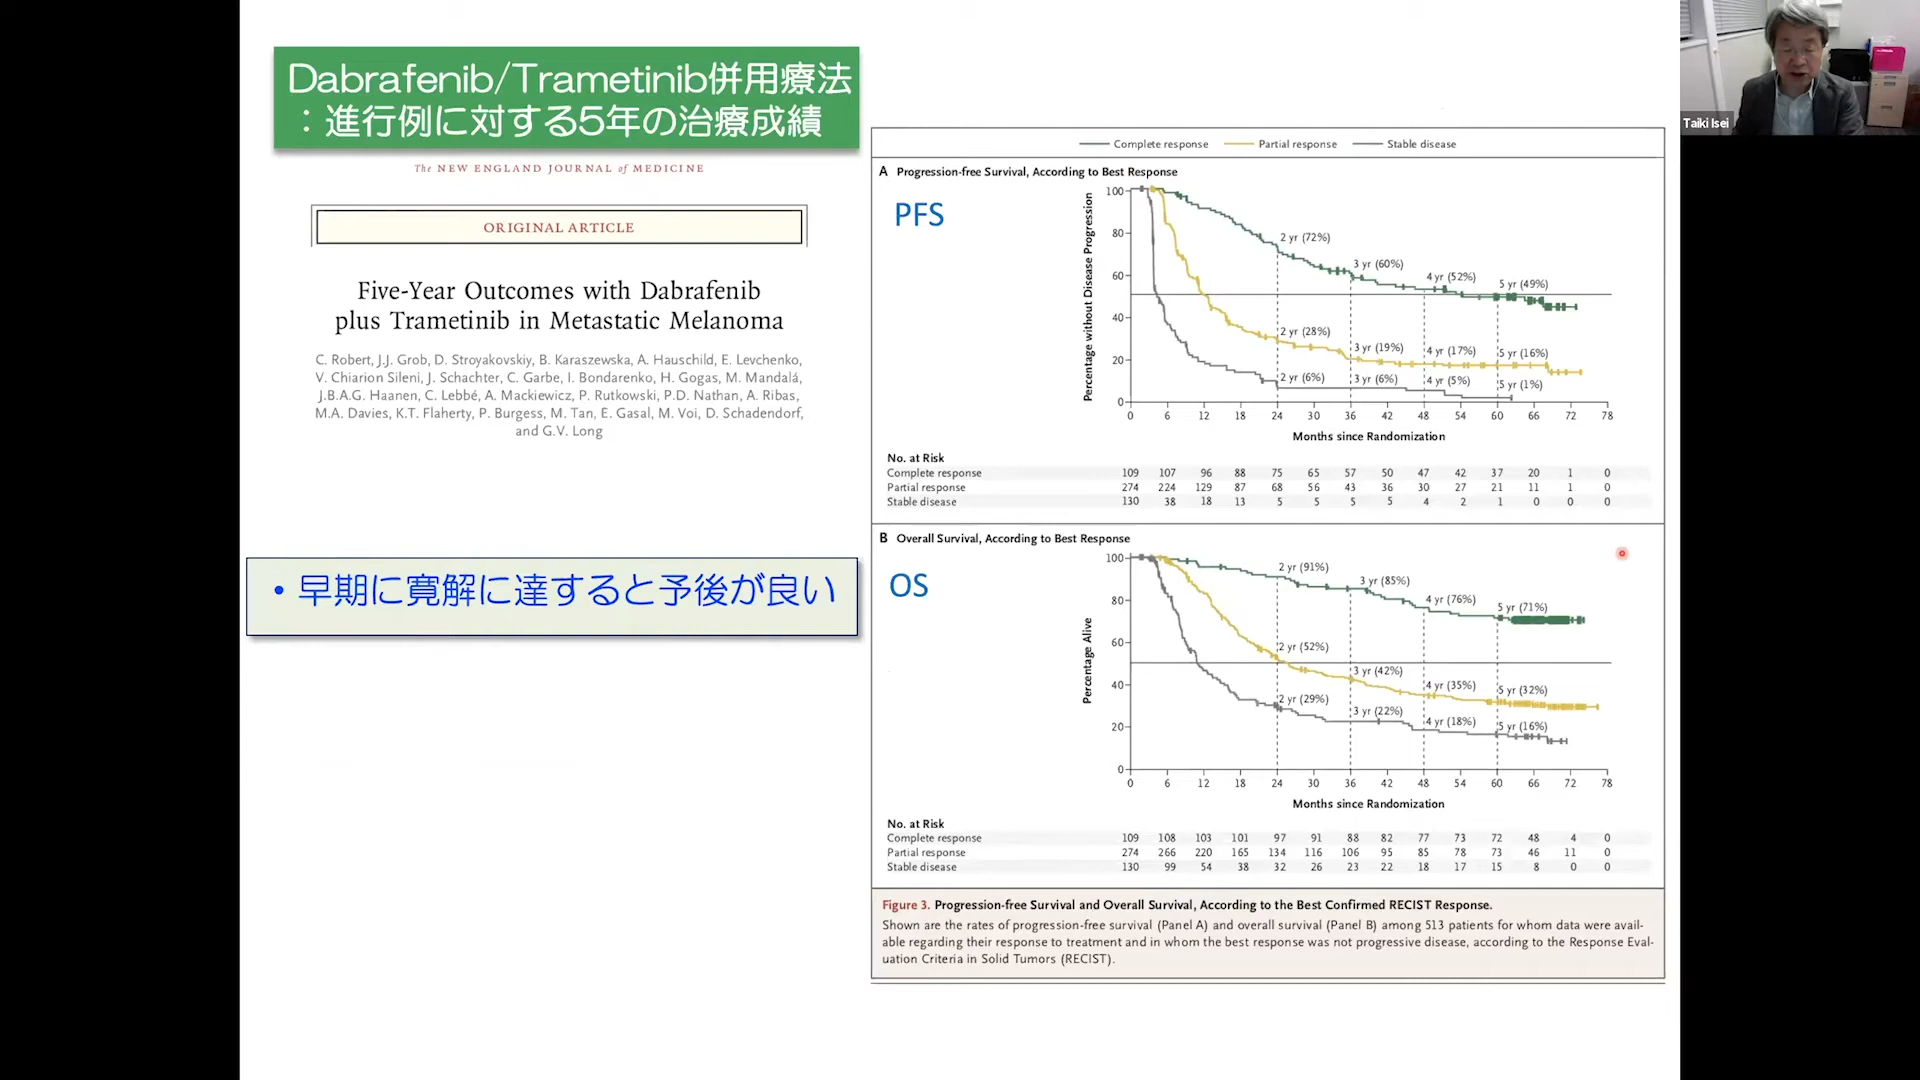 Dabrafenib/Trametinib併用療法
：進行例に対する5年の治療成績
The NEW ENGLAND JOURNAL of MEDICINE
ORIGINAL ARTICLE
Five-Year Outcomes with Dabrafenib
plus Trametinib in Metastatic Melanoma
C. Robert, J.J. Grob, D. Stroyakovskiy, B. Karaszewska, A. Hauschild, E. Levchenko,
V. Chiarion Sileni, J. Schachter, C. Garbe, I. Bondarenko, H. Gogas, M. Mandalá,
J.B.A.G. Haanen, C. Lebbé, A. Mackiewicz, P. Rutkowski, P.D. Nathan, A. Ribas,
M.A. Davies, K.T. Flaherty, P. Burgess, M. Tan, E. Gasal, M. Voi, D. Schadendorf,
and G.V. Long
• 早期に寛解に達すると予後が良い
Complete response Partial response Stable disease
A Progression-free Survival, According to Best Response
PFS
Percentage without Disease Progression
100
80
60
40
20
0
2 yr (72%)
3 yr (60%)
4 yr (52%)
5 yr (49%)
2 yr (28%)
3 yr (19%)
4 yr (17%)
5 yr (16%)
2 yr (6%)
3 yr (6%)
4 yr (5%)
5 yr (1%)
0 6 12 18 24 30 36 42 48 54 60 66 72 78
Months since Randomization
No. at Risk
Complete response 109 107 96 88 75 65 57 50 47 42 37 20 1 0
Partial response 274 224 129 87 68 56 43 36 30 27 21 11 1 0
Stable disease 130 38 18 13 5 5 5 5 4 2 1 0 0 0
B Overall Survival, According to Best Response
OS
Percentage Alive
100
80
60
40
20
0
2 yr (91%)
3 yr (85%)
4 yr (76%)
5 yr (71%)
2 yr (52%)
3 yr (42%)
4 yr (35%)
5 yr (32%)
2 yr (29%)
3 yr (22%)
4 yr (18%)
5 yr (16%)
0 6 12 18 24 30 36 42 48 54 60 66 72 78
Months since Randomization
No. at Risk
Complete response 109 108 103 101 97 91 88 82 77 73 72 48 4 0
Partial response 274 266 220 165 134 116 106 95 85 78 73 46 11 0
Stable disease 130 99 54 38 32 26 23 22 18 17 15 8 0 0
Figure 3. Progression-free Survival and Overall Survival, According to the Best Confirmed RECIST Response.
Shown are the rates of progression-free survival (Panel A) and overall survival (Panel B) among 513 patients for whom data were avail-
able regarding their response to treatment and in whom the best response was not progressive disease, according to the Response Eval-
uation Criteria in Solid Tumors (RECIST).
Taiki Isei